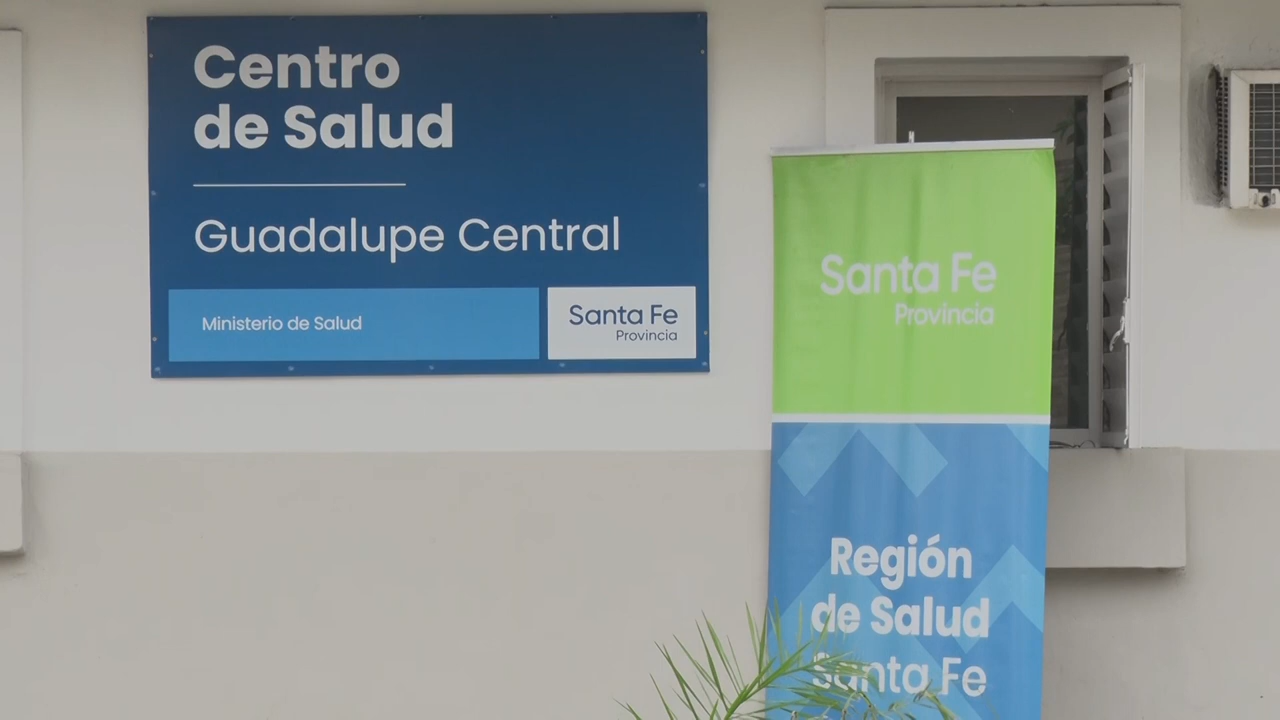 Centro
de Salud
Guadalupe Central
Ministerio de Salud
Santa Fe
Provincia
Santa Fe
Provincia
Región
de Salud
Santa Fe